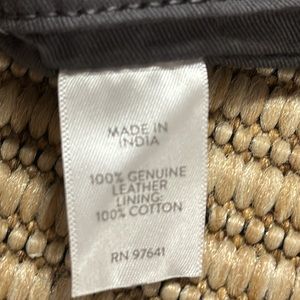 MADE IN
INDIA
100% GENUINE
LEATHER
LINING:
100% COTTON
RN 97641